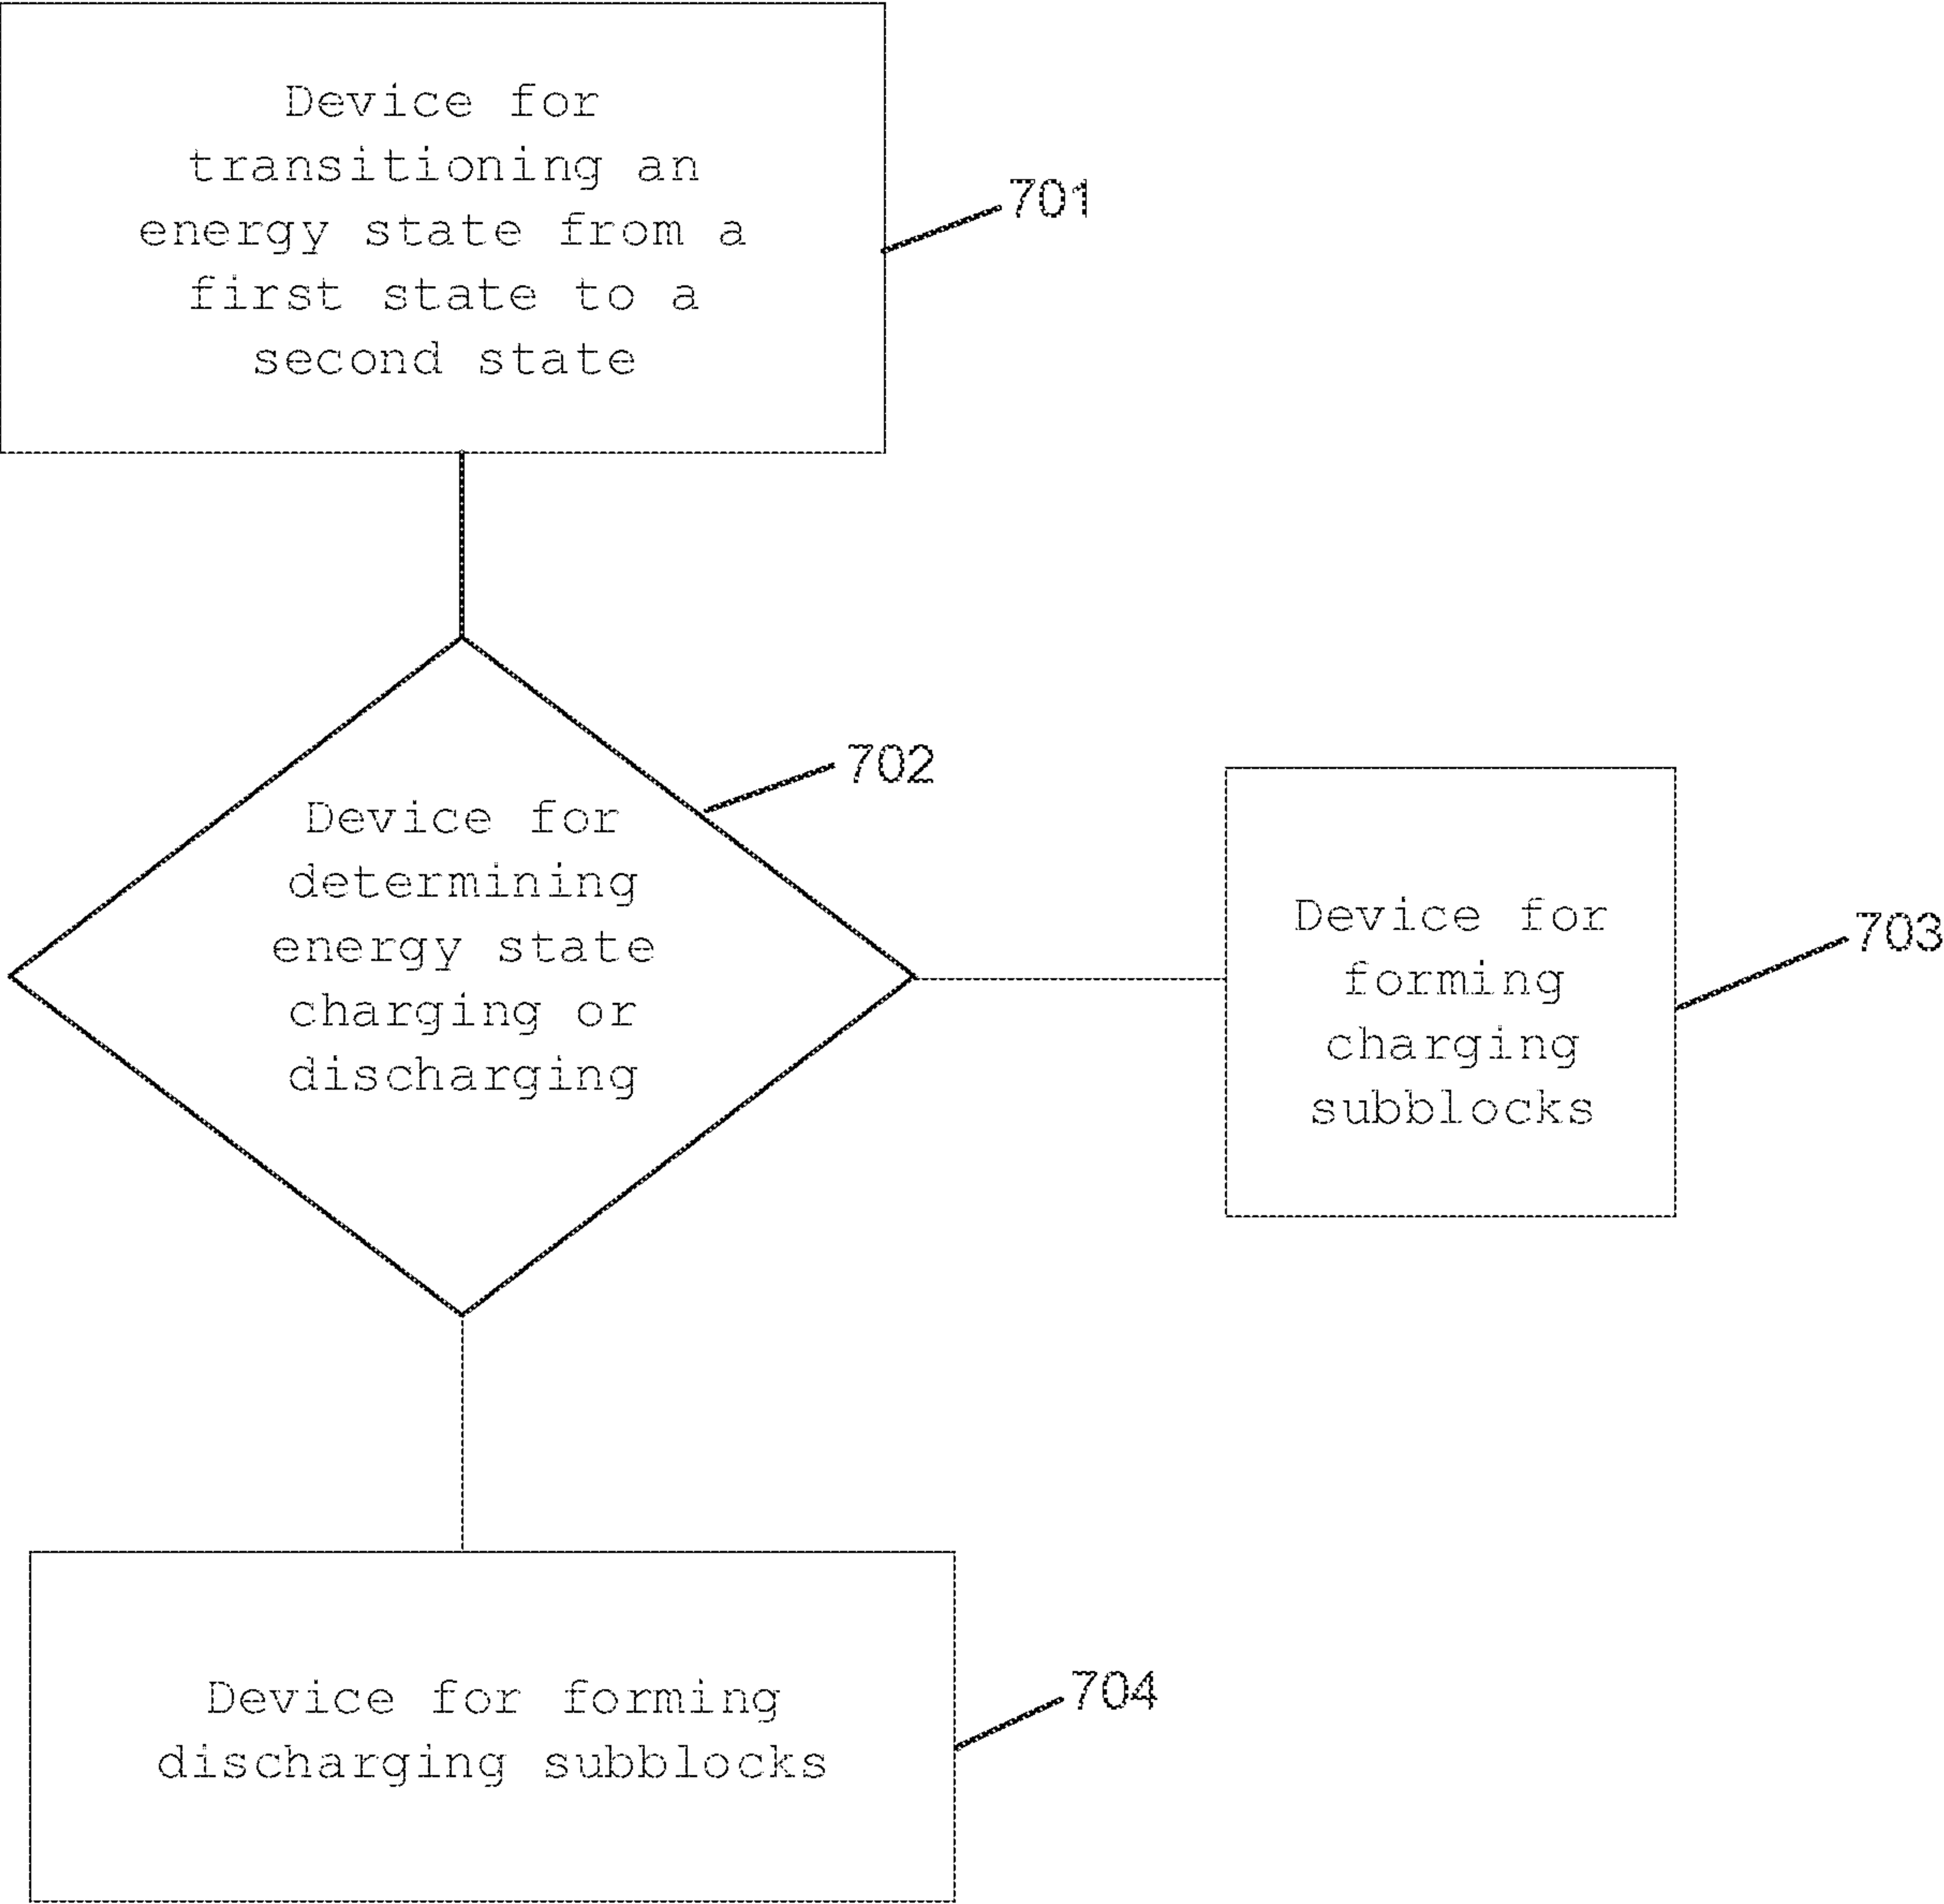 Device for
transitioning an
energy state from a
first state to a
second state
701
702
Device for
determining
energy state
charging or
discharging
Device for
forming
charging
subblocks
703
Device for forming
discharging subblocks
704